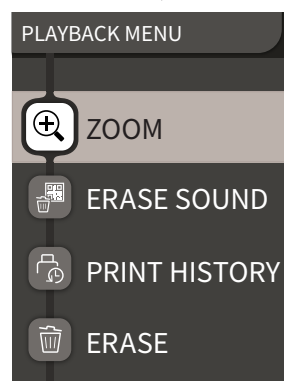 PLAYBACK MENU
ZOOM
ERASE SOUND
PRINT HISTORY
ERASE